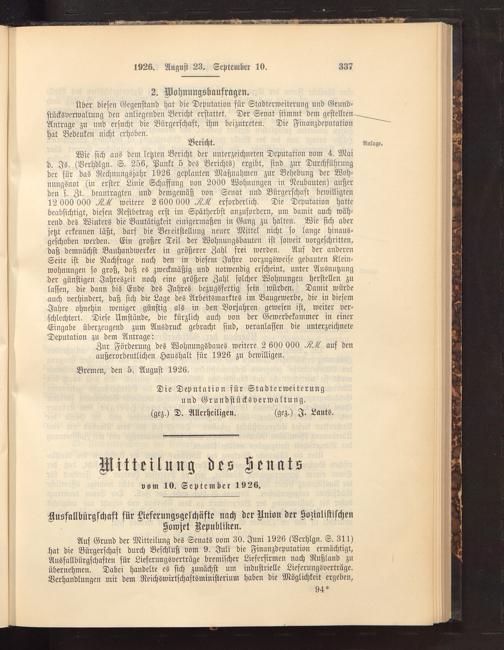 1926. August 23. September 10. 337
2. Wohnungsbaufragen.
Über diesen Gegenstand hat die Deputation für Stadterweiterung und Grund-
stücksverwaltung den anliegenden Bericht erstattet. Der Senat stimmt dem gestellten
Antrage zu und ersucht die Bürgerschaft, ihm beizutreten. Die Finanzdeputation
hat Bedenken nicht erhoben.
Bericht.
Anlage.
Wie sich aus dem letzten Bericht der unterzeichneten Deputation vom 4. Mai
d. Js. (Verhdlgn. S. 256, Punkt 5 des Berichts) ergibt, sind zur Durchführung
der für das Rechnungsjahr 1926 geplanten Maßnahmen zur Behebung der Woh-
nungsnot (in erster Linie Schaffung von 2000 Wohnungen in Neubauten) außer
den s. Zt. beantragten und demgemäß von Senat und Bürgerschaft bewilligten
12 000 000 RM weitere 2 600 000 RM erforderlich. Die Deputation hatte
beabsichtigt, diesen Restbetrag erst im Spätherbst anzufordern, um damit auch wäh-
rend des Winters die Bautätigkeit einigermaßen in Gang zu halten. Wie sich aber
jetzt erkennen läßt, darf die Bereitstellung neuer Mittel nicht so lange hinaus-
geschoben werden. Ein großer Teil der Wohnungsbauten ist soweit vorgeschritten,
daß demnächst Bauhandwerker in größerer Zahl frei werden. Auf der anderen
Seite ist die Nachfrage nach den in diesem Jahre vorzugsweise gebauten Klein-
wohnungen so groß, daß es zweckmäßig und notwendig erscheint, unter Ausnutzung
der günstigen Jahreszeit noch eine größere Zahl solcher Wohnungen herstellen zu
lassen, die dann bis Ende des Jahres bezugsfertig sein würden. Damit würde
auch verhindert, daß sich die Lage des Arbeitsmarktes im Baugewerbe, die in diesem
Jahre ohnehin weniger günstig als in den Vorjahren gewesen ist, weiter ver-
schlechtert. Diese Umstände, die kürzlich auch von der Gewerbekammer in einer
Eingabe überzeugend zum Ausdruck gebracht sind, veranlassen die unterzeichnete
Deputation zu dem Antrage:
Zur Förderung des Wohnungsbaues weitere 2 600 000 RM auf den
außerordentlichen Haushalt für 1926 zu bewilligen.
Bremen, den 5. August 1926.
Die Deputation für Stadterweiterung
und Grundstücksverwaltung.
(gez.) D. Allerheiligen. (gez.) J. Lauts.
Mitteilung des Senats
vom 10. September 1926.
Ausfallbürgschaft für Lieferungsgeschäfte nach der Union der Sozialistischen
Sowjet Republiken.
Auf Grund der Mitteilung des Senats vom 30. Juni 1926 (Verhdlgn. S. 311)
hat die Bürgerschaft durch Beschluß vom 9. Juli die Finanzdeputation ermächtigt,
Ausfallbürgschaften für Lieferungsverträge bremischer Lieferfirmen nach Rußland zu
übernehmen. Dabei handelte es sich zunächst um industrielle Lieferungsverträge.
Verhandlungen mit dem Reichswirtschaftsministerium haben die Möglichkeit ergeben,
94*